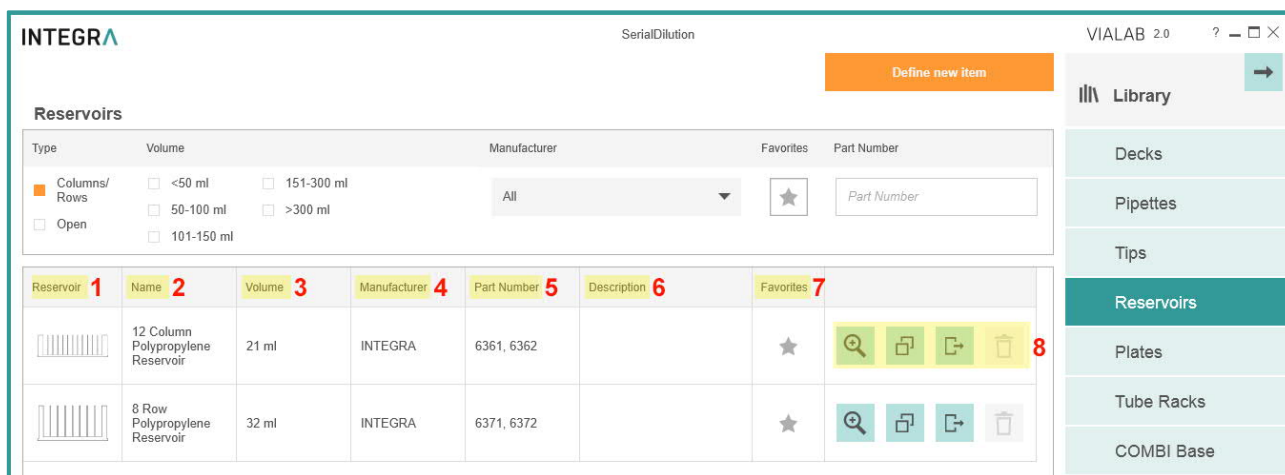 INTEGRA
SerialDilution
VIALAB 2.0 ?
Define new item
Library
Reservoirs
Type Volume Manufacturer Favorites Part Number
Columns/
Rows
Open
<50 ml
50-100 ml
101-150 ml
151-300 ml
>300 ml
All
Part Number
Reservoir 1 Name 2 Volume 3 Manufacturer 4 Part Number 5 Description 6 Favorites 7
12 Column
Polypropylene
Reservoir
21 ml INTEGRA 6361, 6362
8
8 Row
Polypropylene
Reservoir
32 ml INTEGRA 6371, 6372
Decks
Pipettes
Tips
Reservoirs
Plates
Tube Racks
COMBI Base